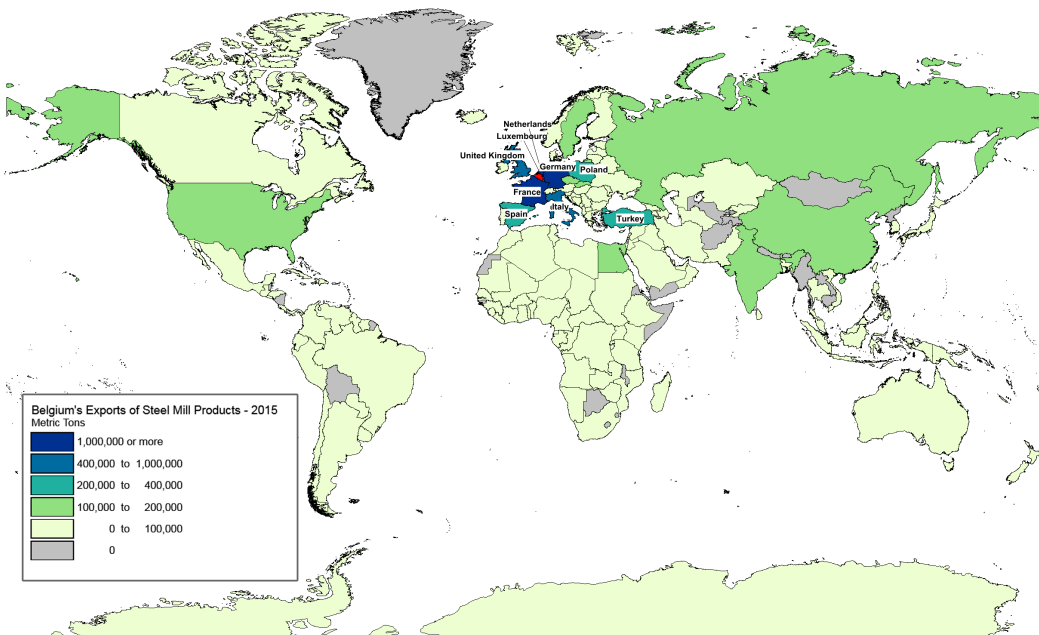 Netherlands
Luxembourg
United Kingdom
Germany
Poland
France
Italy
Spain
Turkey
Belgium's Exports of Steel Mill Products - 2015
Metric Tons
1,000,000 or more
400,000 to 1,000,000
200,000 to 400,000
100,000 to 200,000
0 to 100,000
0